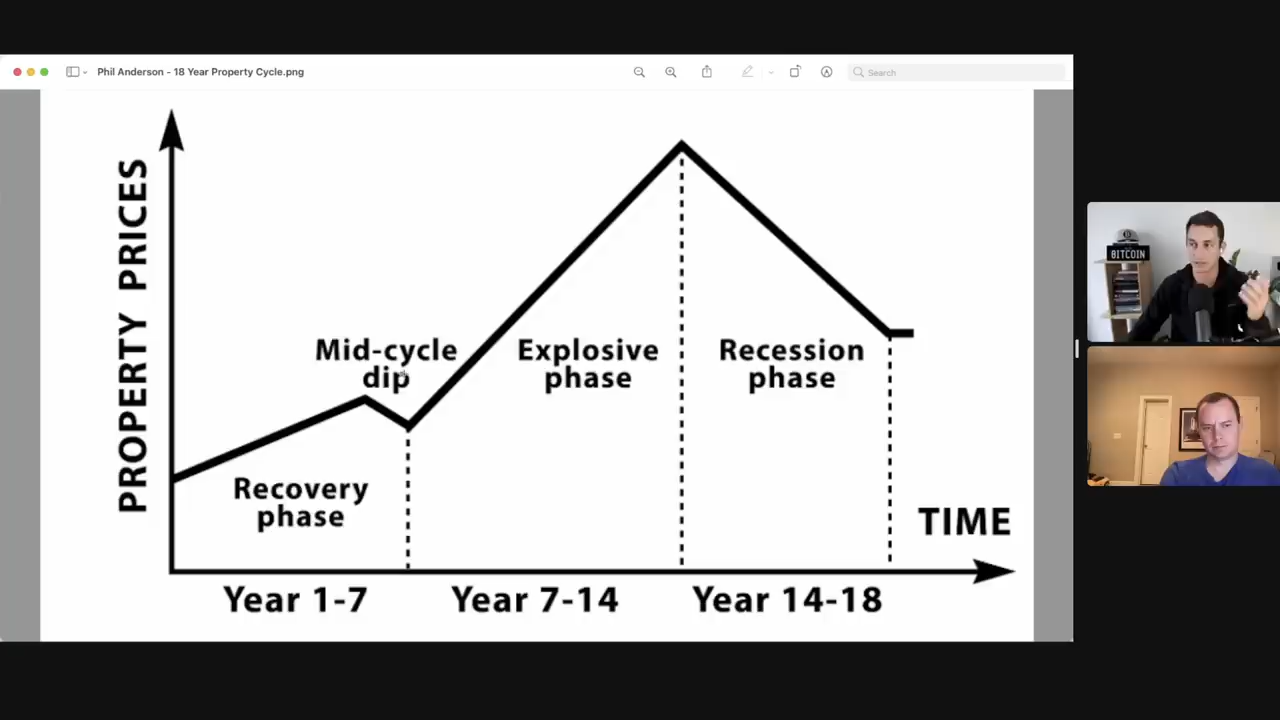 Phil Anderson - 18 Year Property Cycle.png
Search
PROPERTY PRICES
Mid-cycle
dip
Explosive
phase
Recession
phase
Recovery
phase
TIME
Year 1-7
Year 7-14
Year 14-18
BITCOIN